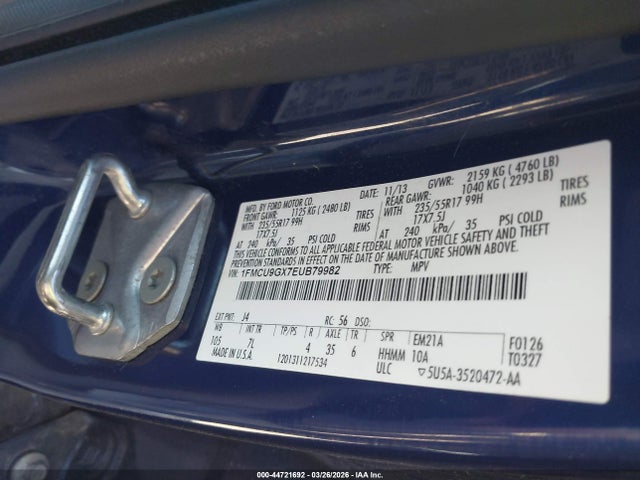 MFD. BY FORD MOTOR CO.
DATE: 11/13 GVWR: 2159 KG ( 4760 LB)
FRONT GAWR: 1125 KG ( 2480 LB) REAR GAWR: 1040 KG ( 2293 LB)
WITH 235/55R17 99H TIRES WITH 235/55R17 99H TIRES
17X7.5J RIMS 17X7.5J RIMS
AT 240 kPa/ 35 PSI COLD AT 240 kPa/ 35 PSI COLD
THIS VEHICLE CONFORMS TO ALL APPLICABLE FEDERAL MOTOR VEHICLE SAFETY AND THEFT PREVENTION
STANDARDS IN EFFECT ON THE DATE OF MANUFACTURE SHOWN ABOVE.
VIN: 1FMCU9GX7EUB79982
TYPE: MPV
EXT PNT: J4 RC: 56 DSO:
WB INT TR TP/PS R AXLE TR SPR EM21A F0126
105 7L 4 35 6 HHMM 10A T0327
MADE IN U.S.A. 1201311217534 ULC ▽5U5A-3520472-AA
000-44721692 | 03/26/2026 - IAA Inc.